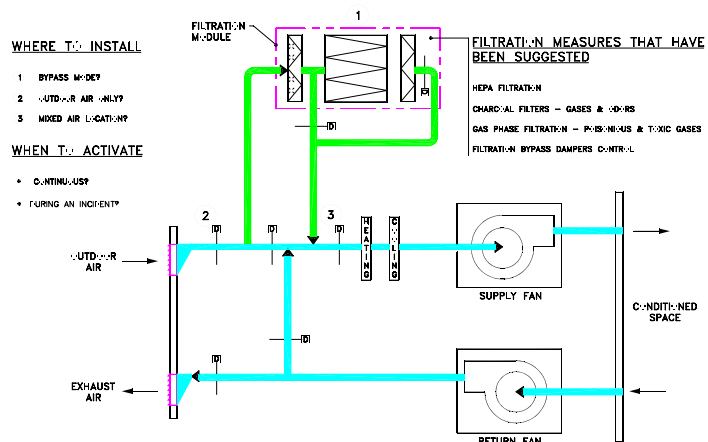 1
FILTRATION
MODULE
WHERE TO INSTALL
1 BYPASS MODE?
2 OUTDOOR AIR ONLY?
3 MIXED AIR LOCATION?
WHEN TO ACTIVATE
• CONTINUOUS?
• DURING AN INCIDENT?
FILTRATION MEASURES THAT HAVE
BEEN SUGGESTED
HEPA FILTRATION
CHARCOAL FILTERS - GASES & ODORS
GAS PHASE FILTRATION - POISONIOUS & TOXIC GASES
FILTRATION BYPASS DAMPERS CONTROL
D
D
2
D
D
3
D
HEATING
COOLING
OUTDOOR
AIR
SUPPLY FAN
CONDITIONED
SPACE
D
D
EXHAUST
AIR
RETURN FAN